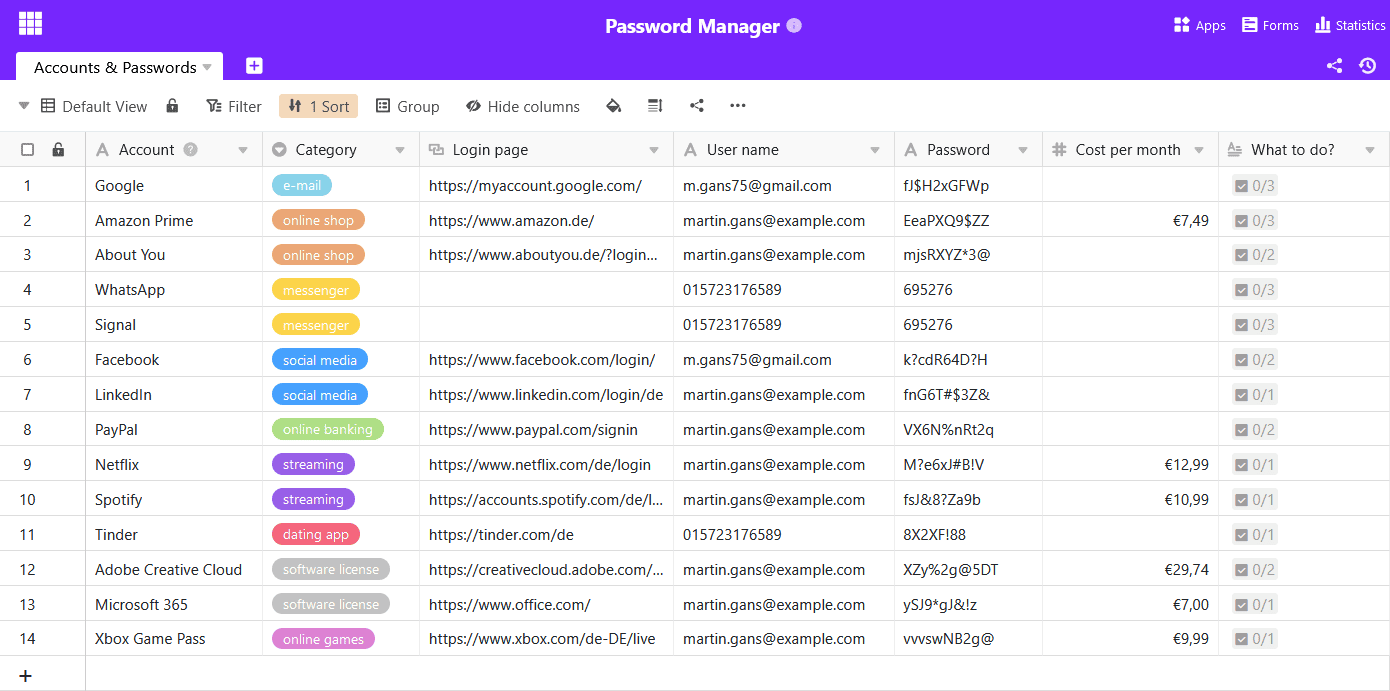 Password Manager
Apps Forms Statistics
Accounts & Passwords
Default View Filter 1 Sort Group Hide columns
Account Category Login page User name Password Cost per month What to do?
1 Google e-mail https://myaccount.google.com/ m.gans75@gmail.com fJ$H2xGFWp 0/3
2 Amazon Prime online shop https://www.amazon.de/ martin.gans@example.com EeaPXQ9$ZZ €7,49 0/3
3 About You online shop https://www.aboutyou.de/?login... martin.gans@example.com mjsRXYZ*3@ 0/2
4 WhatsApp messenger 015723176589 695276 0/3
5 Signal messenger 015723176589 695276 0/3
6 Facebook social media https://www.facebook.com/login/ m.gans75@gmail.com k?cdR64D?H 0/2
7 LinkedIn social media https://www.linkedin.com/login/de martin.gans@example.com fnG6T#$3Z& 0/1
8 PayPal online banking https://www.paypal.com/signin martin.gans@example.com VX6N%nRt2q 0/2
9 Netflix streaming https://www.netflix.com/de/login martin.gans@example.com M?e6xJ#B!V €12,99 0/1
10 Spotify streaming https://accounts.spotify.com/de/l... martin.gans@example.com fsJ&8?Za9b €10,99 0/1
11 Tinder dating app https://tinder.com/de 015723176589 8X2XF!88 0/1
12 Adobe Creative Cloud software license https://creativecloud.adobe.com/... martin.gans@example.com XZy%2g@5DT €29,74 0/2
13 Microsoft 365 software license https://www.office.com/ martin.gans@example.com ySJ9*gJ&!z €7,00 0/1
14 Xbox Game Pass online games https://www.xbox.com/de-DE/live martin.gans@example.com vvvswNB2g@ €9,99 0/1